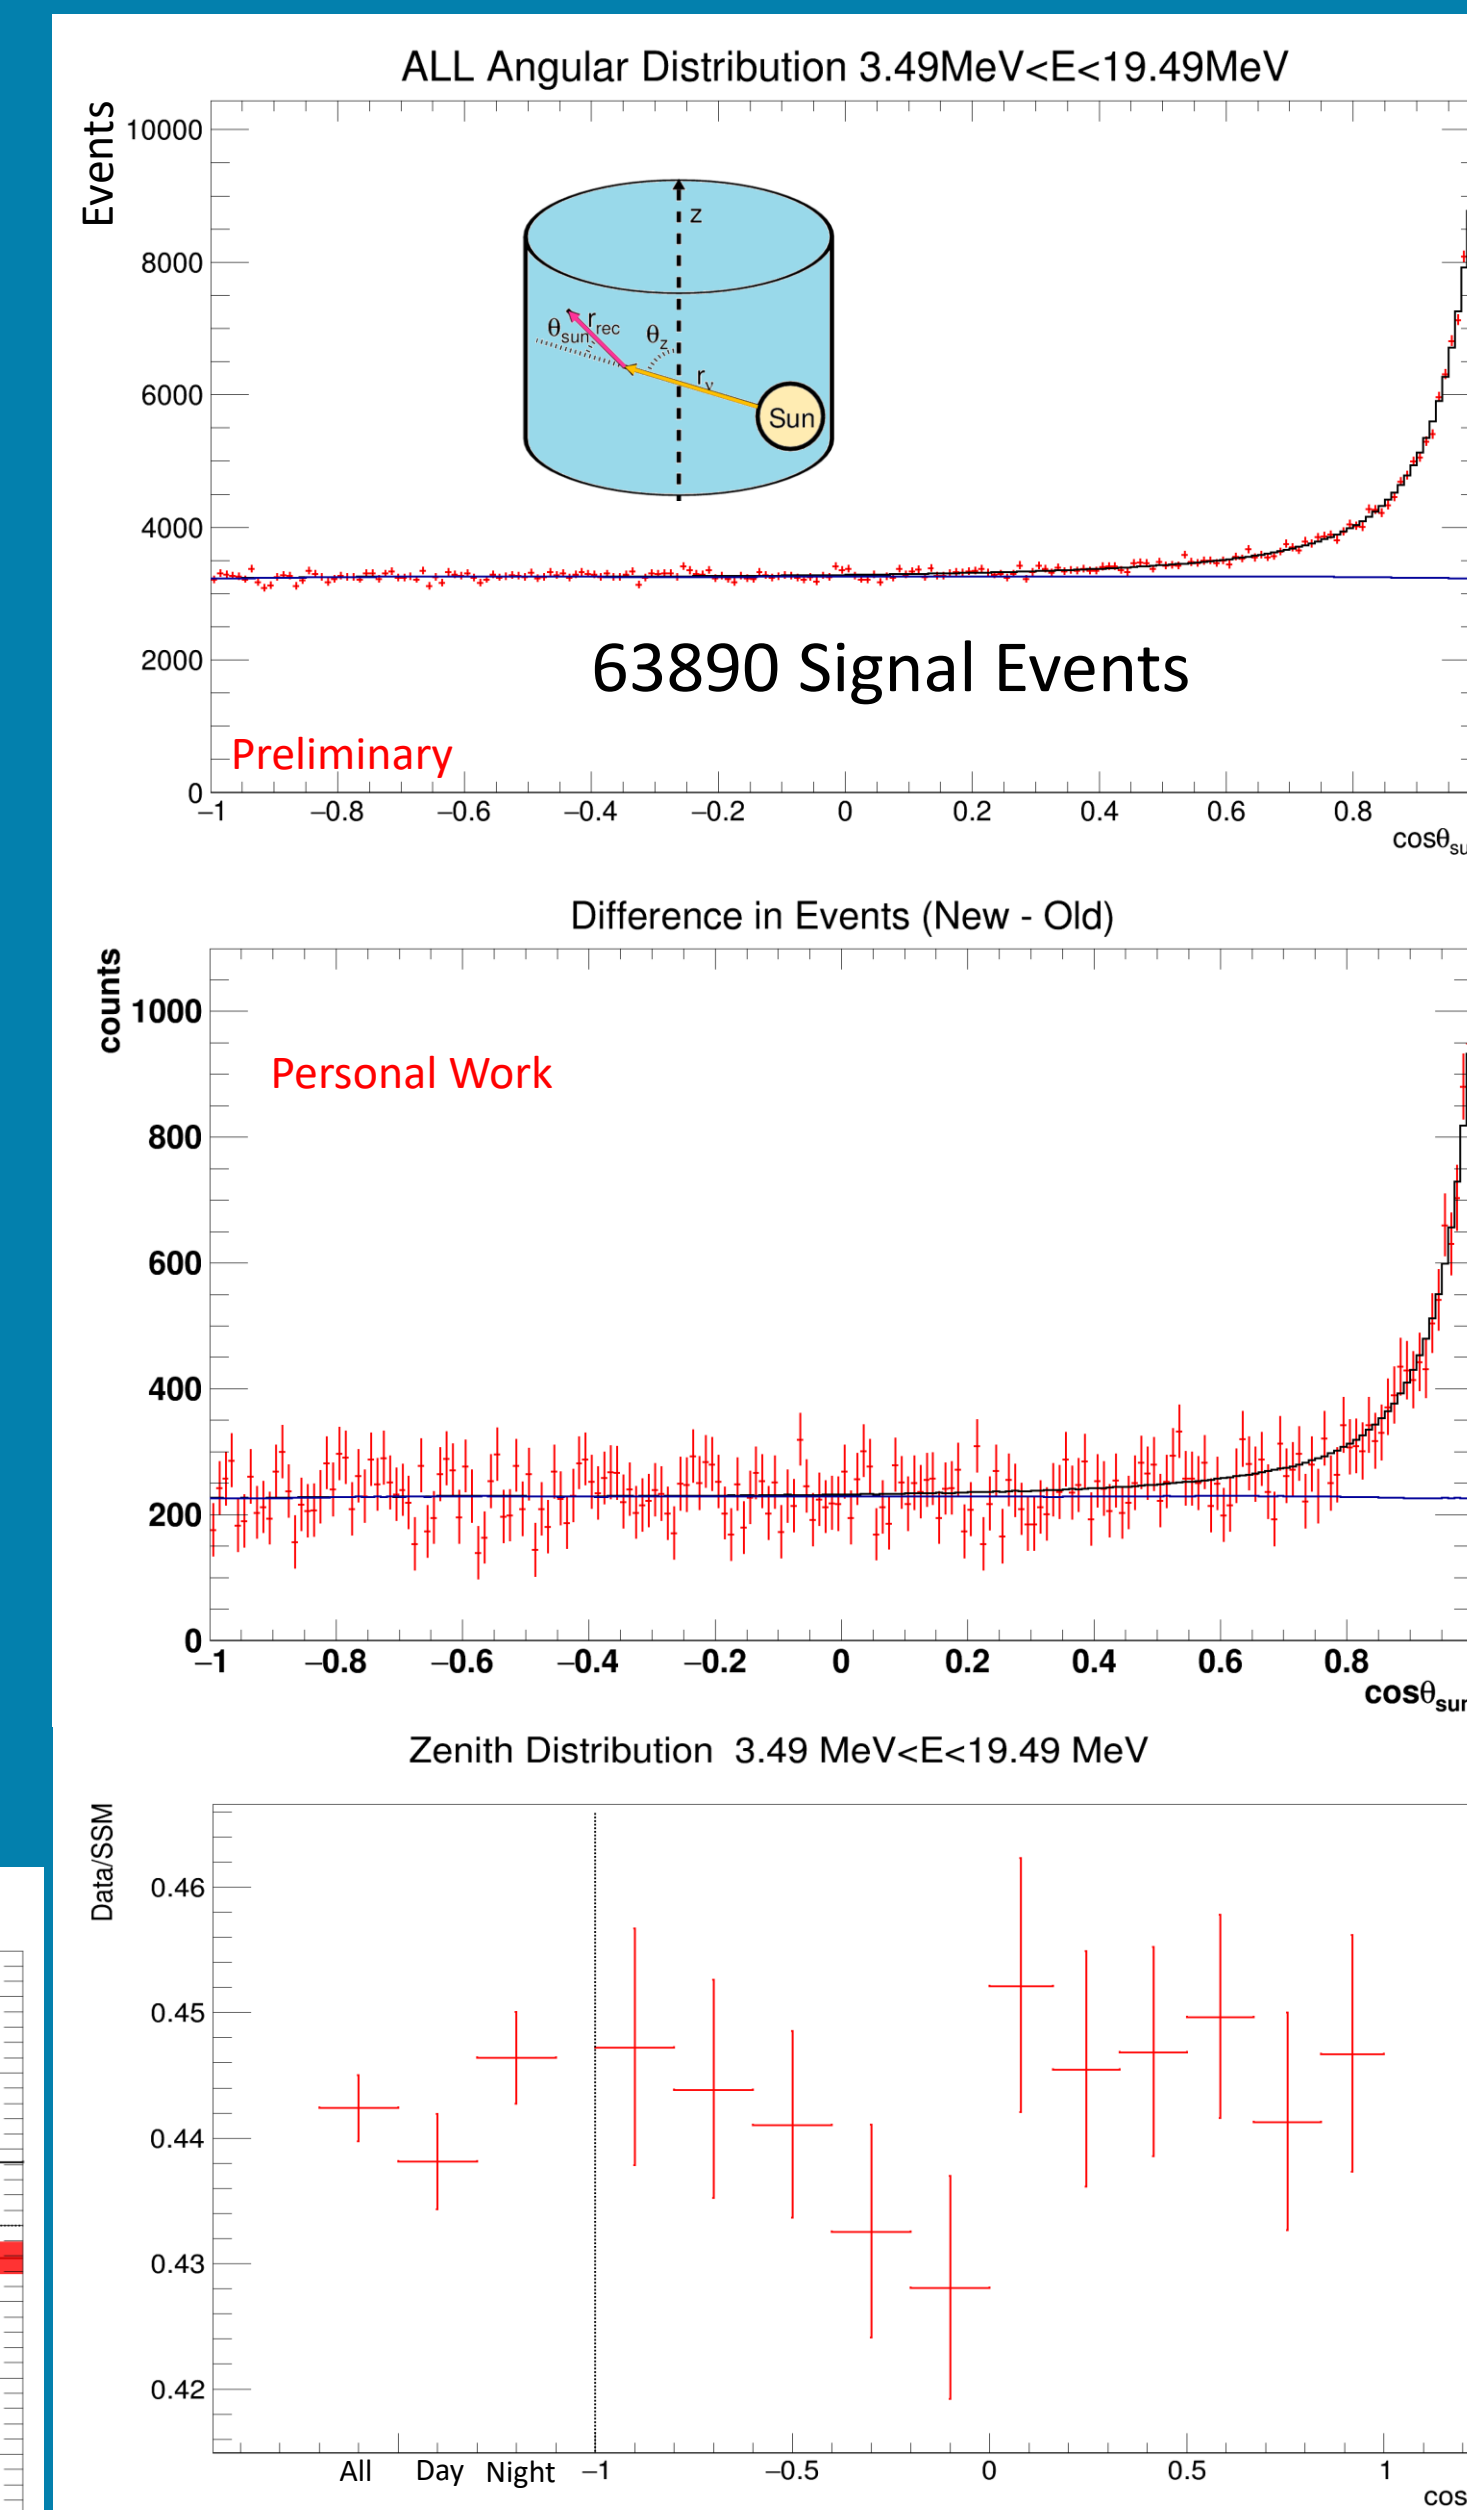 ALL Angular Distribution 3.49MeV<E<19.49MeV
Events
10000
8000
6000
4000
2000
0
z
θsun
rrec
θz
rν
Sun
63890 Signal Events
Preliminary
−1 −0.8 −0.6 −0.4 −0.2 0 0.2 0.4 0.6 0.8
cosθsu
Difference in Events (New - Old)
counts
1000
800
600
400
200
0
Personal Work
−1 −0.8 −0.6 −0.4 −0.2 0 0.2 0.4 0.6 0.8
cosθsun
Zenith Distribution 3.49 MeV<E<19.49 MeV
Data/SSM
0.46
0.45
0.44
0.43
0.42
All Day Night −1 −0.5 0 0.5 1
cos